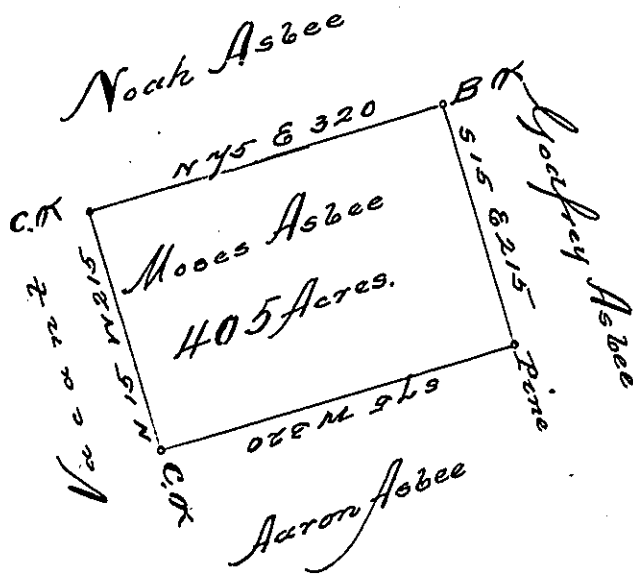 Noah Asbee
N 75 E 320
B K
S 15 E 215
Godfrey Asbee
C.K
Moses Asbee
405 Acres.
N 15 W 215
Vacant
Pine
S 75 W 320
C.K
Aaron Asbee